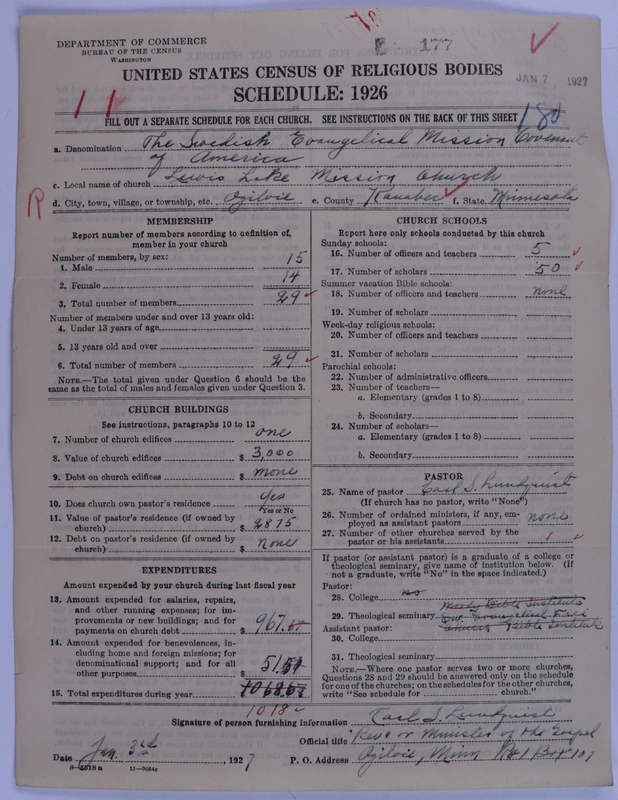 DEPARTMENT OF COMMERCE
BUREAU OF THE CENSUS
WASHINGTON
E 177
UNITED STATES CENSUS OF RELIGIOUS BODIES
JAN 7 1927
SCHEDULE: 1926
11
FILL OUT A SEPARATE SCHEDULE FOR EACH CHURCH. SEE INSTRUCTIONS ON THE BACK OF THIS SHEET
180
a. Denomination The Swedish Evangelical Mission Covenant
of America
c. Local name of church Lewis Lake Mission Church
R
d. City, town, village, or township, etc. Ogilvie e. County Kanabec f. State Minnesota
MEMBERSHIP
Report number of members according to definition of,
member in your church
Number of members, by sex:
1. Male 15
2. Female 14
3. Total number of members 29
Number of members under and over 13 years old:
4. Under 13 years of age
5. 13 years old and over
6. Total number of members 29
NOTE.—The total given under Question 6 should be the
same as the total of males and females given under Question 3.
CHURCH BUILDINGS
See instructions, paragraphs 10 to 12
7. Number of church edifices one
8. Value of church edifices $ 3,000
9. Debt on church edifices $ none
10. Does church own pastor's residence Yes
Yes or No
11. Value of pastor's residence (if owned by
church) $ 2875
12. Debt on pastor's residence (if owned by
church) $ none
EXPENDITURES
Amount expended by your church during last fiscal year
13. Amount expended for salaries, repairs,
and other running expenses; for im-
provements or new buildings; and for
payments on church debt $ 967.
14. Amount expended for benevolences, in-
cluding home and foreign missions; for
denominational support; and for all
other purposes $ 51.
15. Total expenditures during year
1018
CHURCH SCHOOLS
Report here only schools conducted by this church
Sunday schools:
16. Number of officers and teachers 5
17. Number of scholars 50
Summer vacation Bible schools:
18. Number of officers and teachers none
19. Number of scholars
Week-day religious schools:
20. Number of officers and teachers
21. Number of scholars
Parochial schools:
22. Number of administrative officers
23. Number of teachers—
a. Elementary (grades 1 to 8)
b. Secondary
24. Number of scholars—
a. Elementary (grades 1 to 8)
b. Secondary
PASTOR
25. Name of pastor Carl S. Lundquist
(If church has no pastor, write "None")
26. Number of ordained ministers, if any, em-
ployed as assistant pastors none
27. Number of other churches served by the
pastor or his assistants 1
If pastor (or assistant pastor) is a graduate of a college or
theological seminary, give name of institution below. (If
not a graduate, write "No" in the space indicated.)
Pastor:
28. College no
Moody Bible Institute
29. Theological seminary Evangelical Free
Assistant pastor: Church Bible Institute
30. College
31. Theological seminary
NOTE.—Where one pastor serves two or more churches,
Questions 28 and 29 should be answered only on the schedule
for one of the churches; on the schedules for the other churches,
write "See schedule for church."
Signature of person furnishing information Carl S. Lundquist
Official title Rev. or Minister of the Gospel
Date Jan. 3rd, 1927 P. O. Address Ogilvie, Minn R#1 Box 107
8—5518a 11—9024g